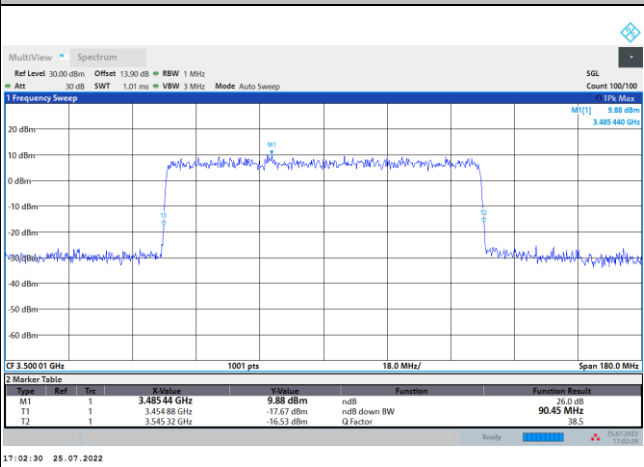 MultiView Spectrum
Ref Level 30.00 dBm Offset 13.90 dB RBW 1 MHz SGL
Att 30 dB SWT 1.01 ms VBW 3 MHz Mode Auto Sweep Count 100/100
1 Frequency Sweep 1Pk Max
M1[1] 9.88 dBm
3.485 440 GHz
20 dBm
M1
10 dBm
0 dBm
-10 dBm
T1 T2
-20 dBm
-30 dBm
-40 dBm
-50 dBm
-60 dBm
CF 3.500 01 GHz 1001 pts 18.0 MHz/ Span 180.0 MHz
2 Marker Table
Type Ref Trc X-Value Y-Value Function Function Result
M1 1 3.485 44 GHz 9.88 dBm ndB 26.0 dB
T1 1 3.454 88 GHz -17.67 dBm ndB down BW 90.45 MHz
T2 1 3.545 32 GHz -16.53 dBm Q Factor 38.5
Ready 25.07.2022
17:02:29
17:02:30 25.07.2022